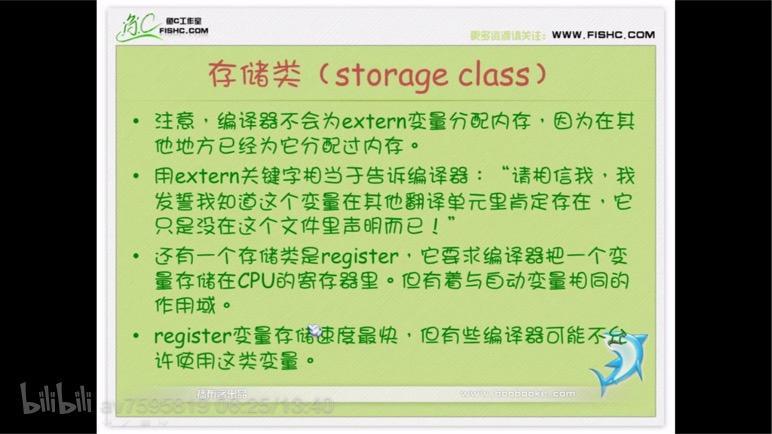 鱼C工作室
FISHC.COM
更多资源请关注：WWW.FISHC.COM
存储类（storage class）
• 注意，编译器不会为extern变量分配内存，因为在其
他地方已经为它分配过内存。
• 用extern关键字相当于告诉编译器：“请相信我，我
发誓我知道这个变量在其他翻译单元里肯定存在，它
只是没在这个文件里声明而已！”
• 还有一个存储类是register，它要求编译器把一个变
量存储在CPU的寄存器里。但有着与自动变量相同的
作用域。
• register变量存储速度最快，但有些编译器可能不允
许使用这类变量。
bilibili av7595819 06:25/13:40